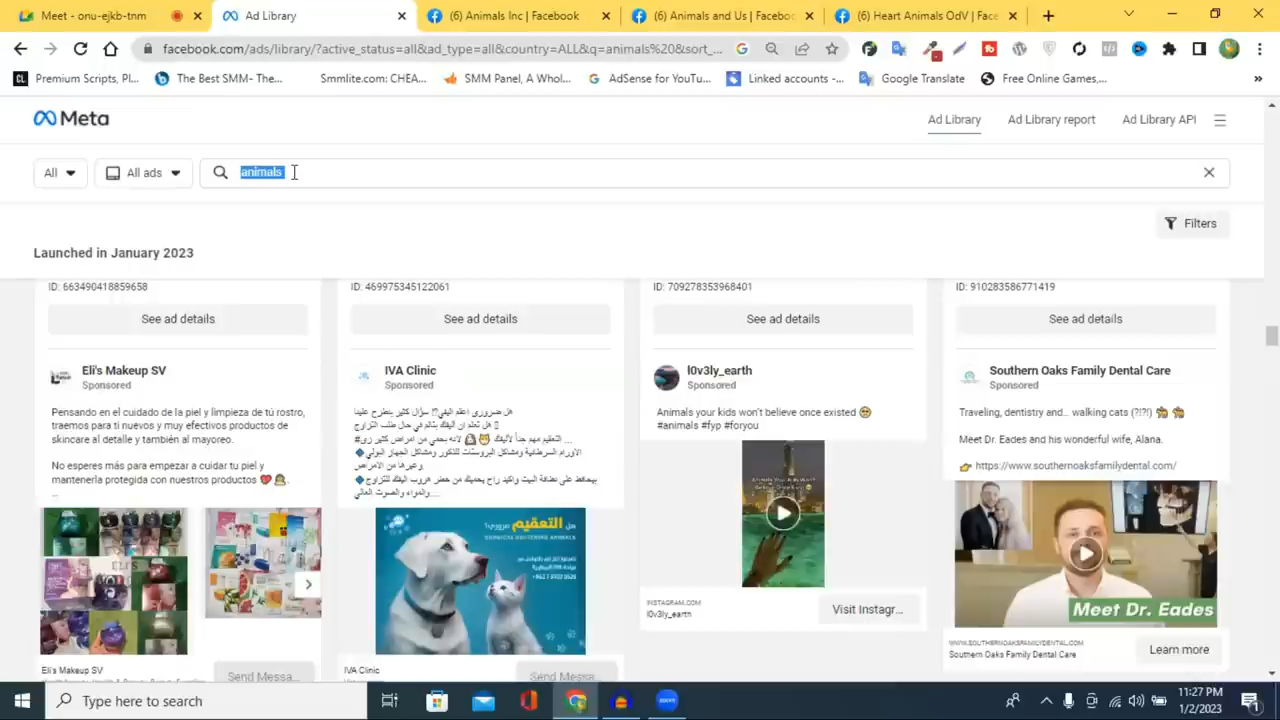 Meet - onu-ejkb-tnm
Ad Library
(6) Animals Inc | Facebook
(6) Animals and Us | Faceboo
(6) Heart Animals OdV | Face
facebook.com/ads/library/?active_status=all&ad_type=all&country=ALL&q=animals%20&sort_...
Premium Scripts, Pl...
The Best SMM- The...
Smmlite.com: CHEA...
SMM Panel, A Whol...
AdSense for YouTu...
Linked accounts -...
Google Translate
Free Online Games,...
Meta
Ad Library
Ad Library report
Ad Library API
All
All ads
animals
Filters
Launched in January 2023
ID: 663490418859658
ID: 469975345122061
ID: 709278353968401
ID: 910283586771419
See ad details
See ad details
See ad details
See ad details
Eli's Makeup SV
Sponsored
Pensando en el cuidado de la piel y limpieza de tú rostro,
traemos para ti nuevos y muy efectivos productos de
skincare al detalle y también al mayoreo.
No esperes más para empezar a cuidar tu piel y
mantenerla protegida con nuestros productos
...
Eli's Makeup SV
Send Messa...
IVA Clinic
Sponsored
التعقيم
IVA Clinic
Send Messa...
l0v3ly_earth
Sponsored
Animals your kids won't believe once existed 😳
#animals #fyp #foryou
INSTAGRAM.COM
l0v3ly_earth
Visit Instagr...
Southern Oaks Family Dental Care
Sponsored
Traveling, dentistry and... walking cats (?!?!)
Meet Dr. Eades and his wonderful wife, Alana.
👉 https://www.southernoaksfamilydental.com/
Meet Dr. Eades
WWW.SOUTHERNOAKSFAMILYDENTAL.COM
Southern Oaks Family Dental Care
Learn more
Type here to search
zoom
11:27 PM
1/2/2023